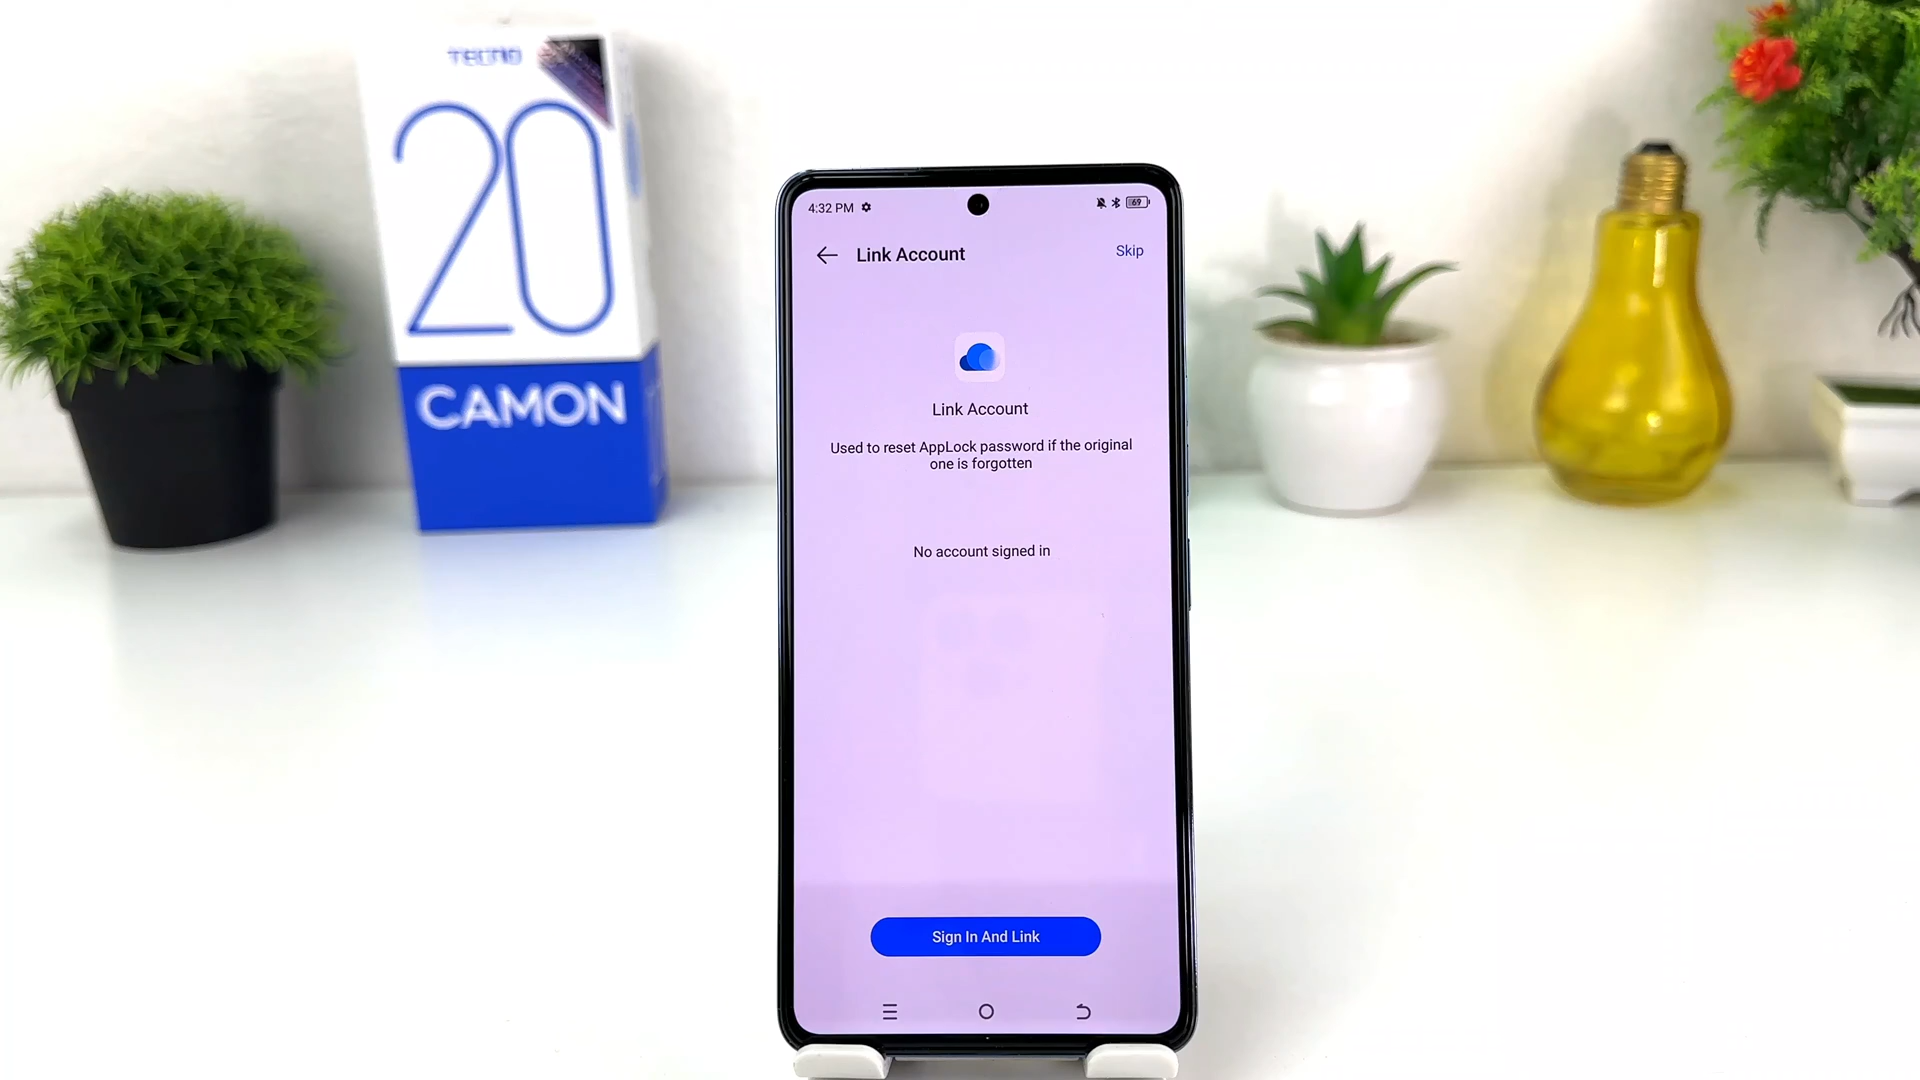 TECNO
20
CAMON
4:32 PM
69
Link Account
Skip
Link Account
Used to reset AppLock password if the original
one is forgotten
No account signed in
Sign In And Link